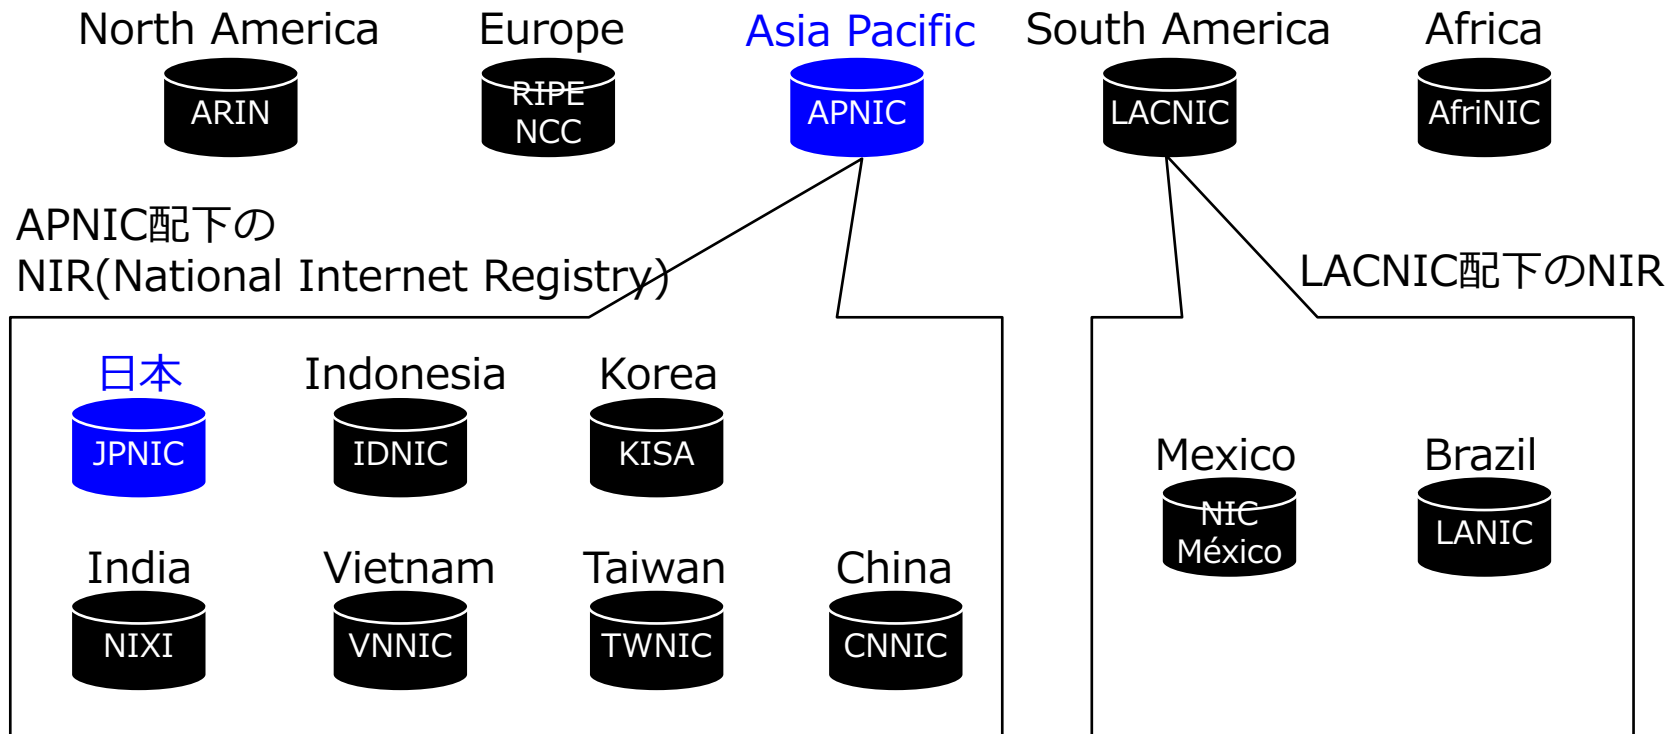 North America
Europe
Asia Pacific
South America
Africa
ARIN
RIPE
NCC
APNIC
LACNIC
AfriNIC
APNIC配下の
NIR(National Internet Registry)
LACNIC配下のNIR
日本
Indonesia
Korea
JPNIC
IDNIC
KISA
India
Vietnam
Taiwan
China
NIXI
VNNIC
TWNIC
CNNIC
Mexico
Brazil
NIC
México
LANIC